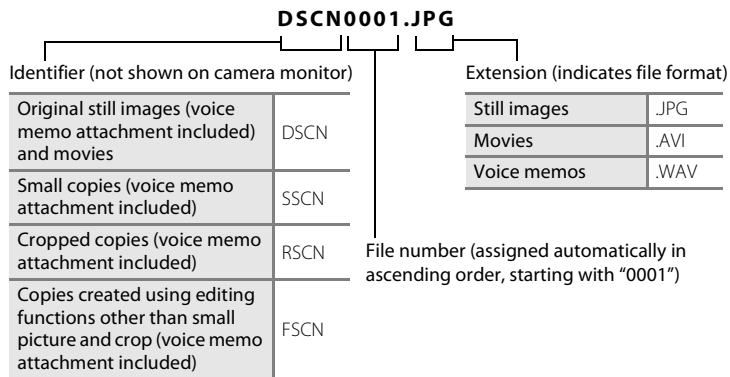 DSCN0001.JPG
Identifier (not shown on camera monitor)
Original still images (voice
memo attachment included)
and movies
DSCN
Small copies (voice memo
attachment included)
SSCN
Cropped copies (voice memo
attachment included)
RSCN
Copies created using editing
functions other than small
picture and crop (voice memo
attachment included)
FSCN
Extension (indicates file format)
Still images .JPG
Movies .AVI
Voice memos .WAV
File number (assigned automatically in
ascending order, starting with “0001”)